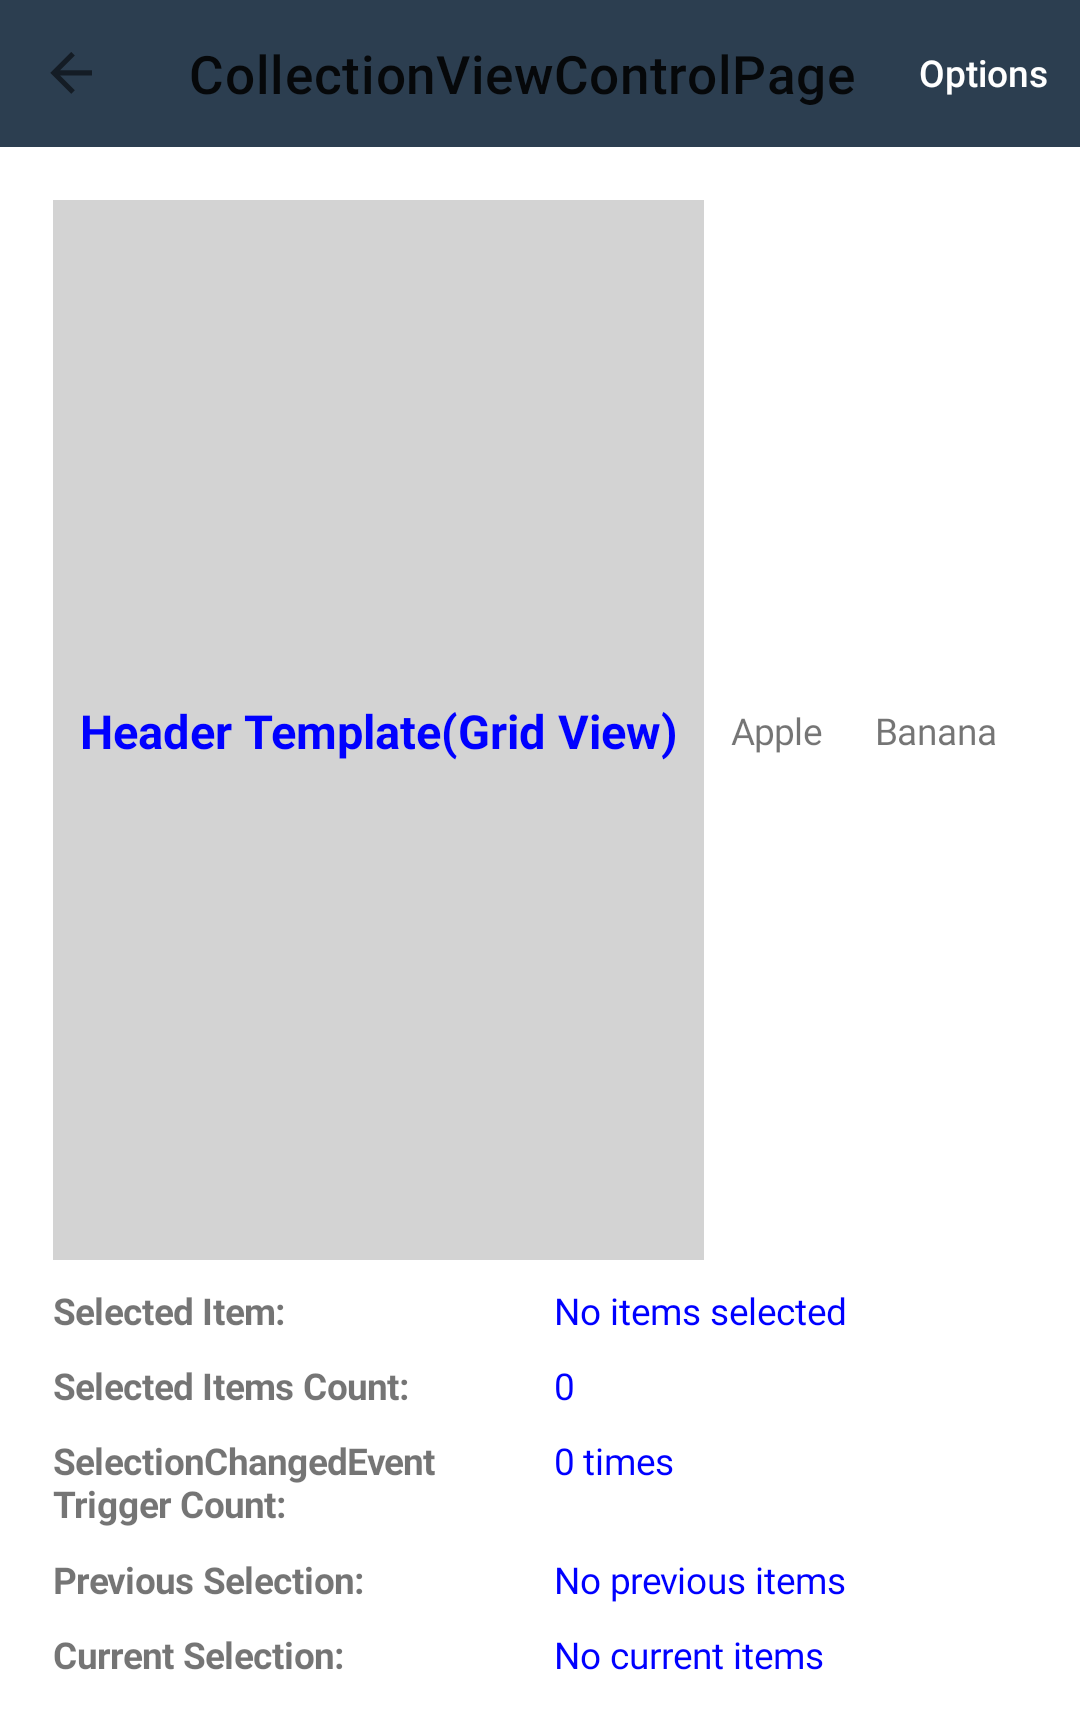 CollectionViewControlPage
Options
Header Template(Grid View)
Apple
Banana
Selected Item:
No items selected
Selected Items Count:
0
SelectionChangedEvent
Trigger Count:
0 times
Previous Selection:
No previous items
Current Selection:
No current items